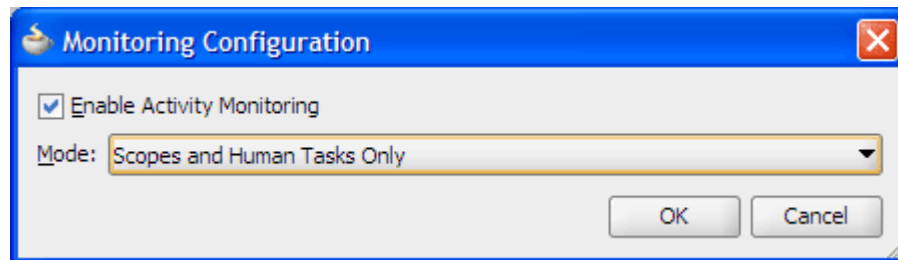 Monitoring Configuration
Enable Activity Monitoring
Mode: Scopes and Human Tasks Only
OK Cancel